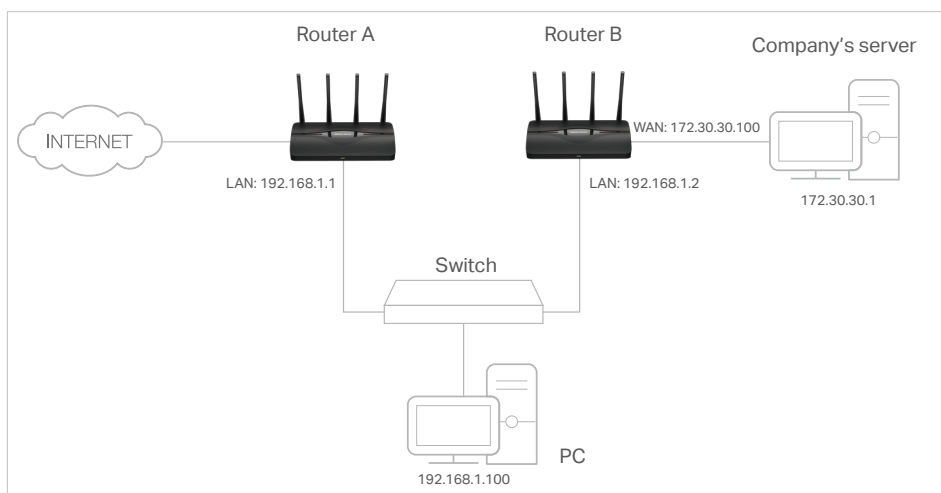 Router A
Router B
Company's server
INTERNET
WAN: 172.30.30.100
LAN: 192.168.1.1
LAN: 192.168.1.2
172.30.30.1
Switch
PC
192.168.1.100